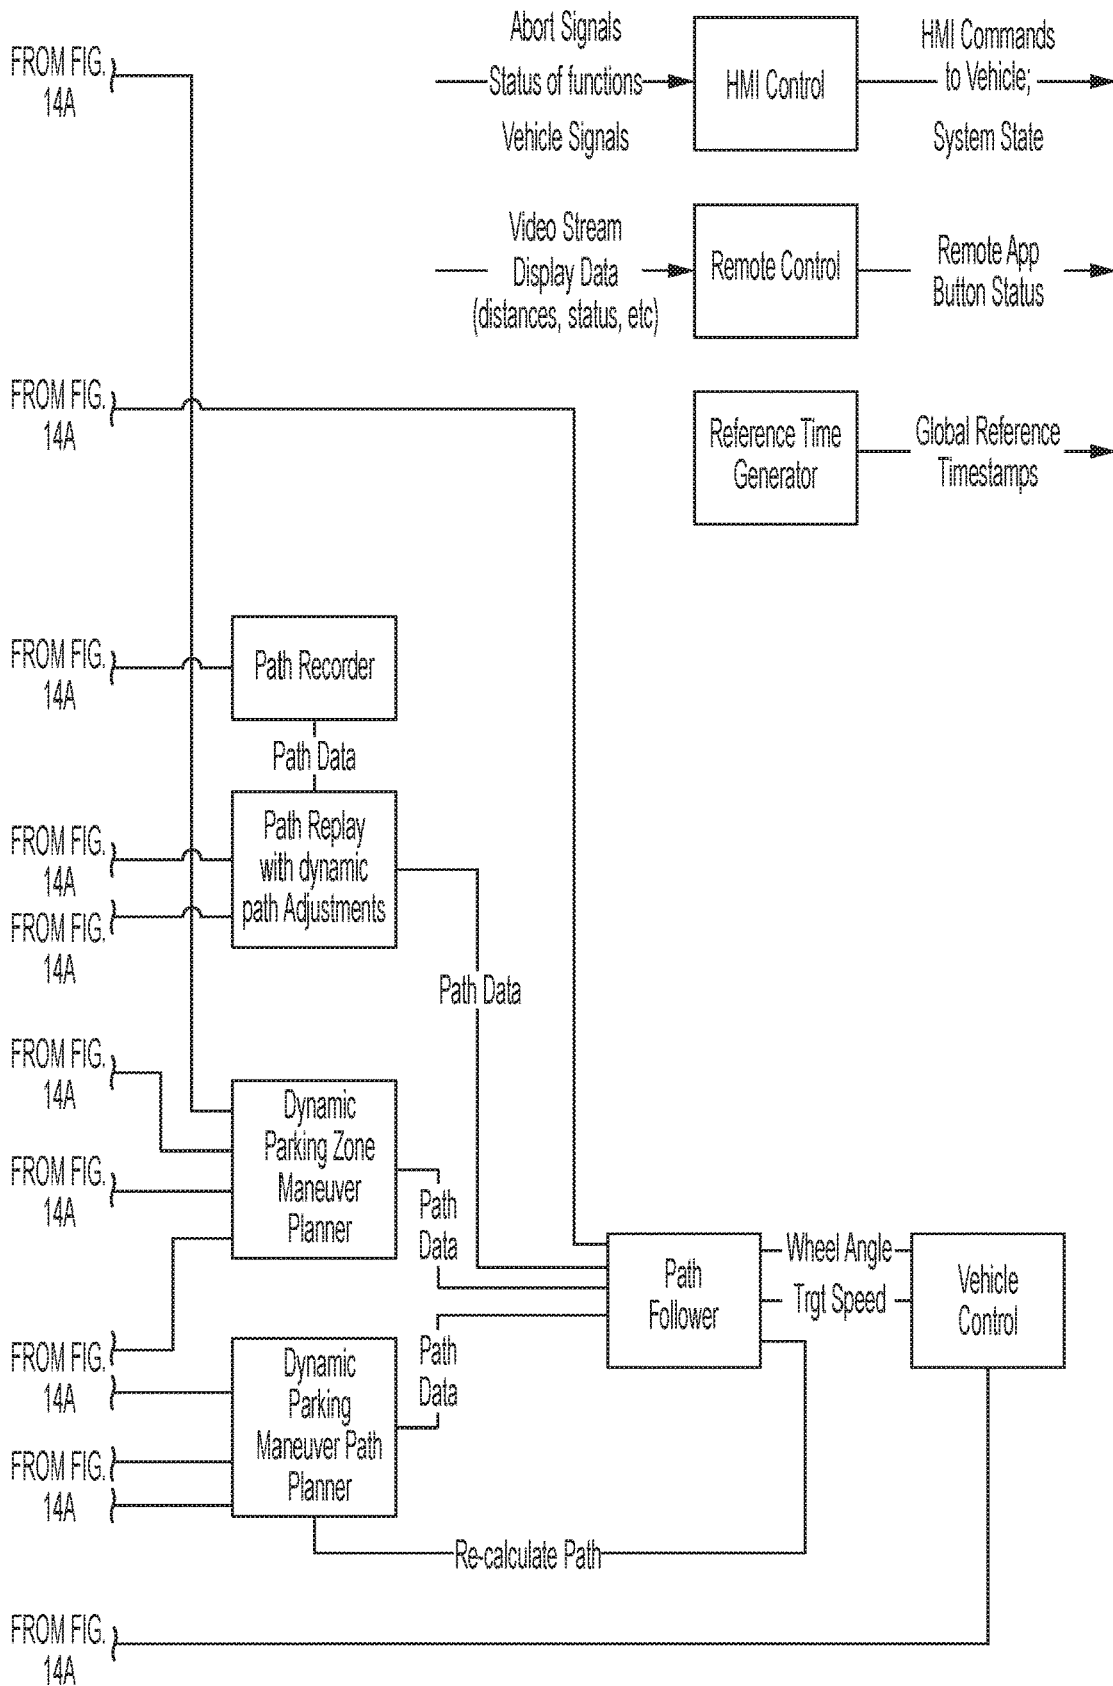 FROM FIG.
14A
Abort Signals
Status of functions
Vehicle Signals
HMI Control
HMI Commands
to Vehicle;
System State
Video Stream
Display Data
(distances, status, etc)
Remote Control
Remote App
Button Status
FROM FIG.
14A
Reference Time
Generator
Global Reference
Timestamps
FROM FIG.
14A
Path Recorder
Path Data
FROM FIG.
14A
FROM FIG.
14A
Path Replay
with dynamic
path Adjustments
Path Data
FROM FIG.
14A
FROM FIG.
14A
Dynamic
Parking Zone
Maneuver
Planner
Path
Data
Path
Follower
Wheel Angle
Trgt Speed
Vehicle
Control
FROM FIG.
14A
FROM FIG.
14A
Dynamic
Parking
Maneuver Path
Planner
Path
Data
Re-calculate Path
FROM FIG.
14A